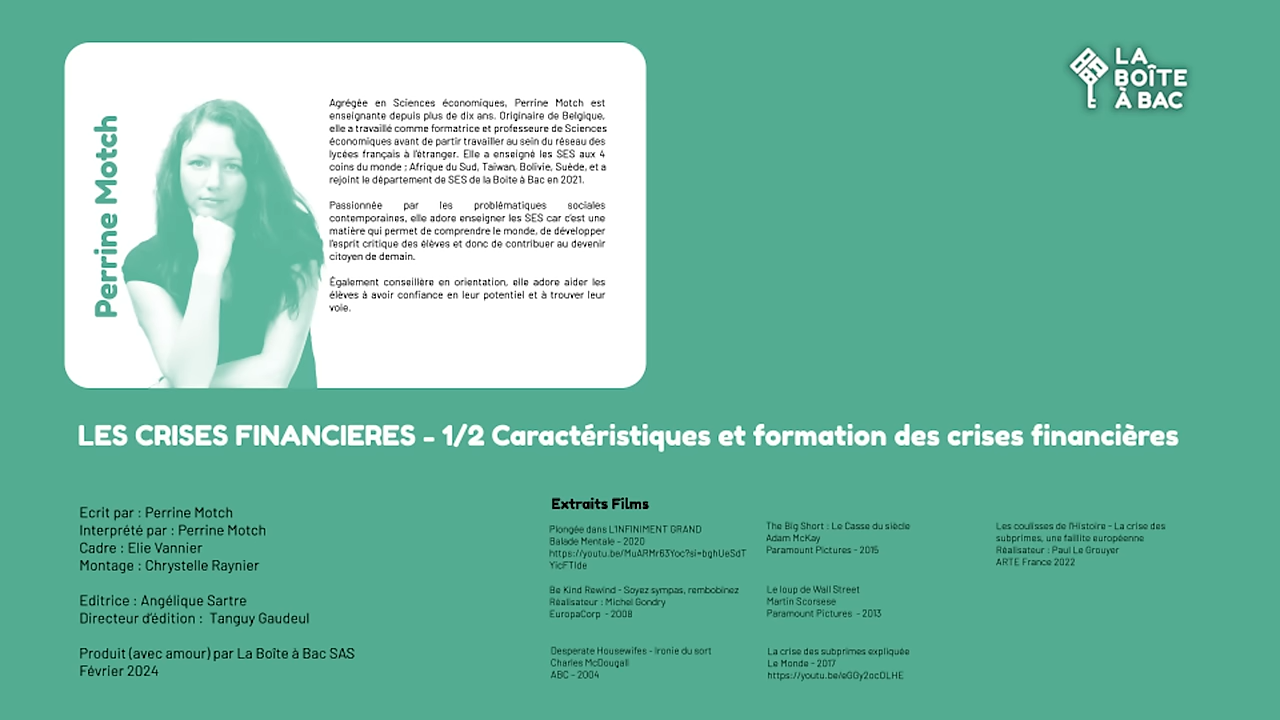 LA
BOÎTE
À BAC
Perrine Motch
Agrégée en Sciences économiques, Perrine Motch est
enseignante depuis plus de dix ans. Originaire de Belgique,
elle a travaillé comme formatrice et professeure de Sciences
économiques avant de partir travailler au sein du réseau des
lycées français à l'étranger. Elle a enseigné les SES aux 4
coins du monde ; Afrique du Sud, Taïwan, Bolivie, Suède, et a
rejoint le département de SES de la Boîte à Bac en 2021.
Passionnée par les problématiques sociales
contemporaines, elle adore enseigner les SES car c'est une
matière qui permet de comprendre le monde, de développer
l'esprit critique des élèves et donc de contribuer au devenir
citoyen de demain.
Également conseillère en orientation, elle adore aider les
élèves à avoir confiance en leur potentiel et à trouver leur
voie.
LES CRISES FINANCIERES - 1/2 Caractéristiques et formation des crises financières
Ecrit par : Perrine Motch
Interprété par : Perrine Motch
Cadre : Elie Vannier
Montage : Chrystelle Raynier
Editrice : Angélique Sartre
Directeur d'édition : Tanguy Gaudeul
Produit (avec amour) par La Boîte à Bac SAS
Février 2024
Extraits Films
Plongée dans L'INFINIMENT GRAND
Balade Mentale - 2020
https://youtu.be/MuARMr63Yoc?si=bghUeSdT
YicFTIde
Be Kind Rewind - Soyez sympas, rembobinez
Réalisateur : Michel Gondry
EuropaCorp - 2008
Desperate Housewifes - Ironie du sort
Charles McDougall
ABC - 2004
The Big Short : Le Casse du siècle
Adam McKay
Paramount Pictures - 2015
Le loup de Wall Street
Martin Scorsese
Paramount Pictures - 2013
La crise des subprimes expliquée
Le Monde - 2017
https://youtu.be/eGGy2ocOLHE
Les coulisses de l'Histoire - La crise des
subprimes, une faillite européenne
Réalisateur : Paul Le Grouyer
ARTE France 2022